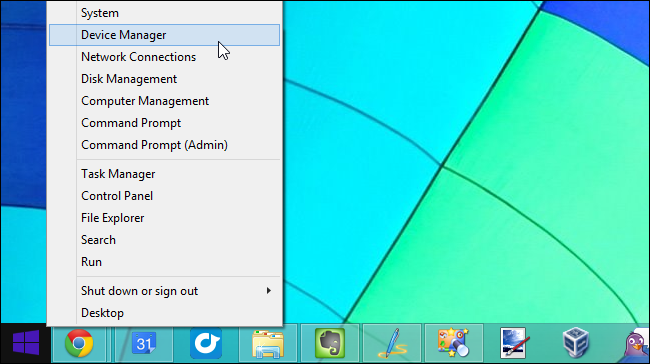 System
Device Manager
Network Connections
Disk Management
Computer Management
Command Prompt
Command Prompt (Admin)
Task Manager
Control Panel
File Explorer
Search
Run
Shut down or sign out
Desktop
31